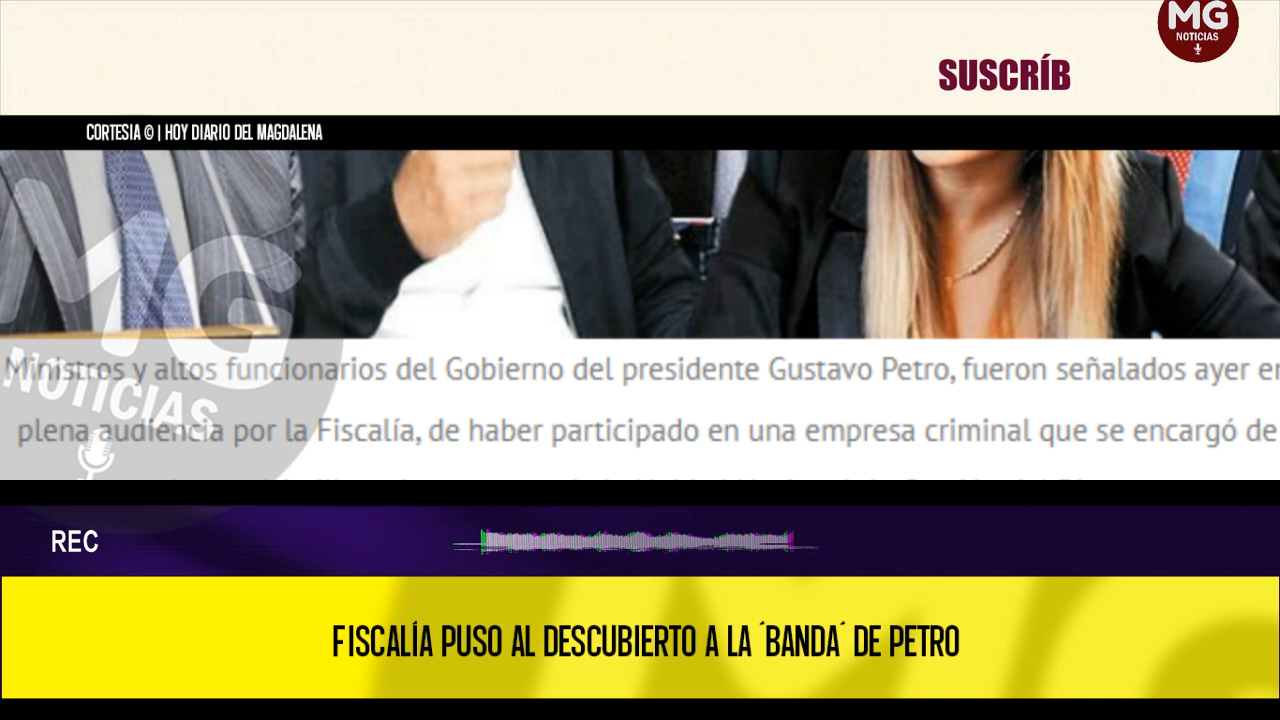 MG
NOTICIAS
SUSCRÍB
CORTESIA © | HOY DIARIO DEL MAGDALENA
MG
NOTICIAS
Ministros y altos funcionarios del Gobierno del presidente Gustavo Petro, fueron señalados ayer en
plena audiencia por la Fiscalía, de haber participado en una empresa criminal que se encargó de
REC
FISCALÍA PUSO AL DESCUBIERTO A LA ´BANDA´ DE PETRO